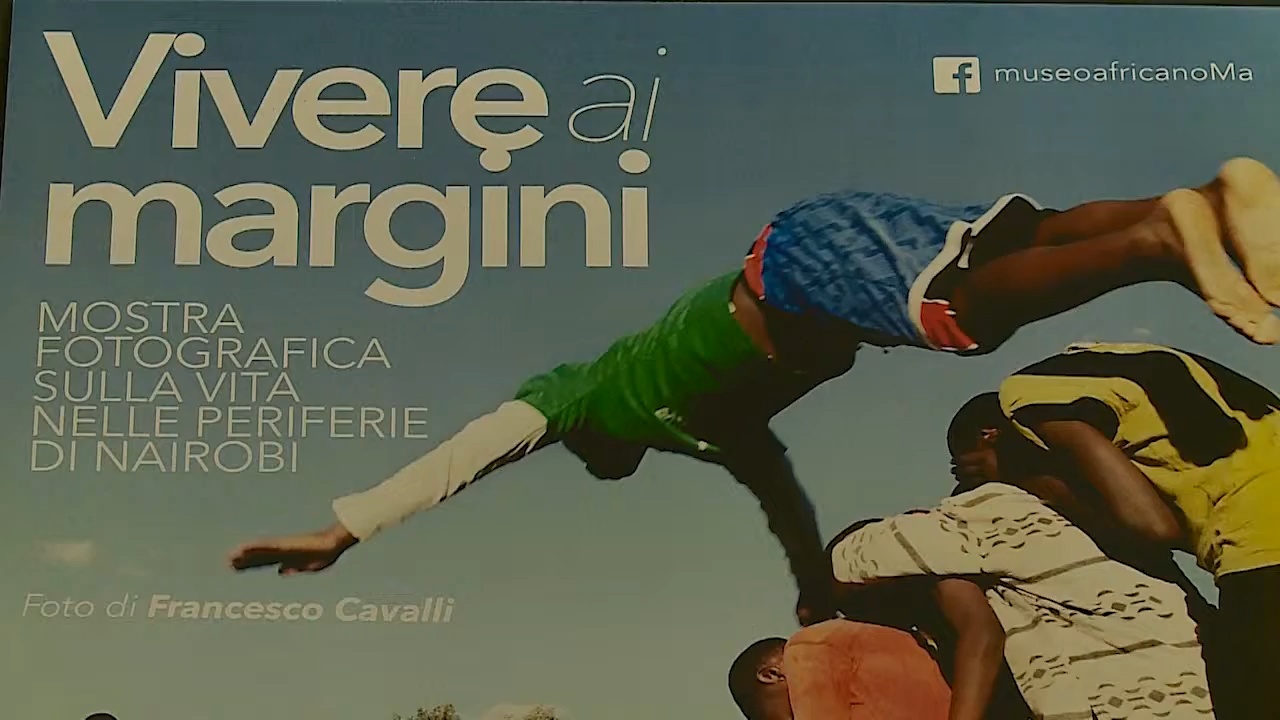 Vivere ai
margini
MOSTRA
FOTOGRAFICA
SULLA VITA
NELLE PERIFERIE
DI NAIROBI
Foto di Francesco Cavalli
f museoafricanoMa